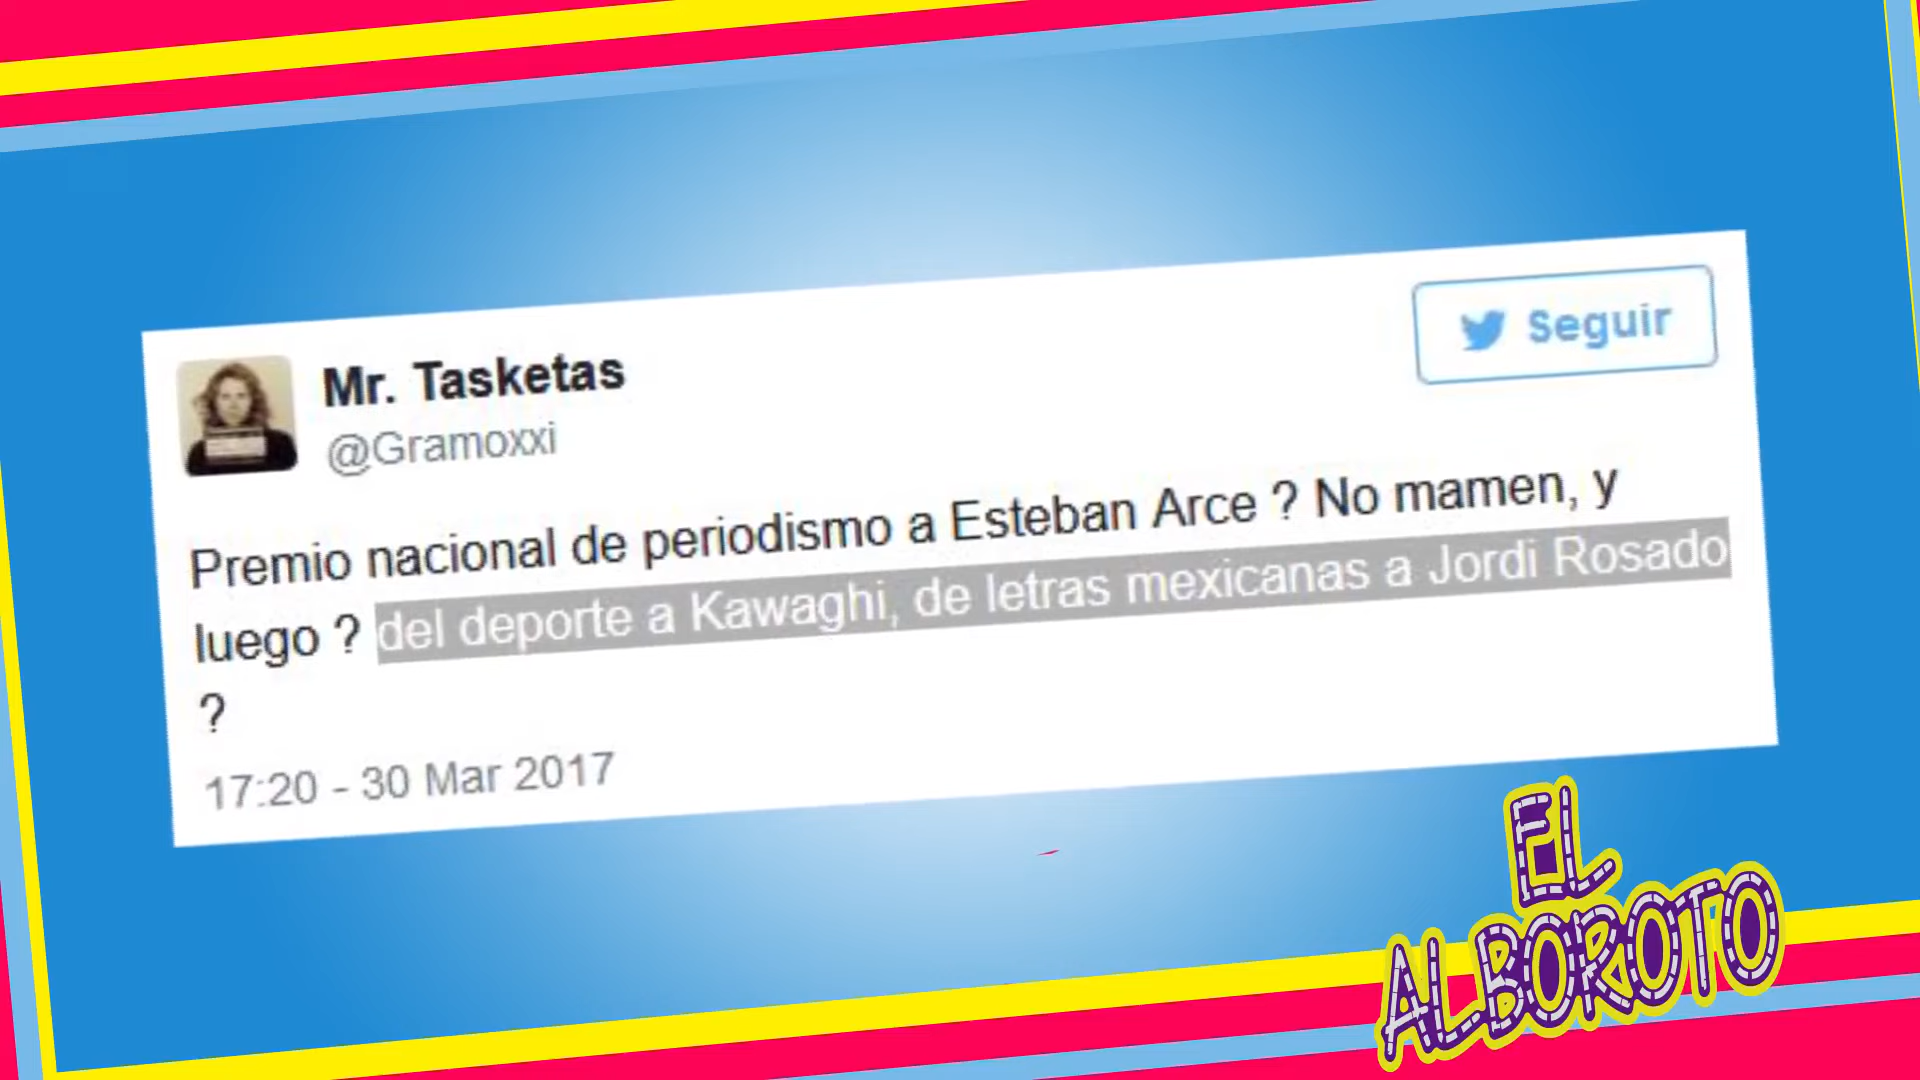 Mr. Tasketas
@Gramoxxi
Seguir
Premio nacional de periodismo a Esteban Arce ? No mamen, y
luego ? del deporte a Kawaghi, de letras mexicanas a Jordi Rosado
?
17:20 - 30 Mar 2017
EL
ALBOROTO